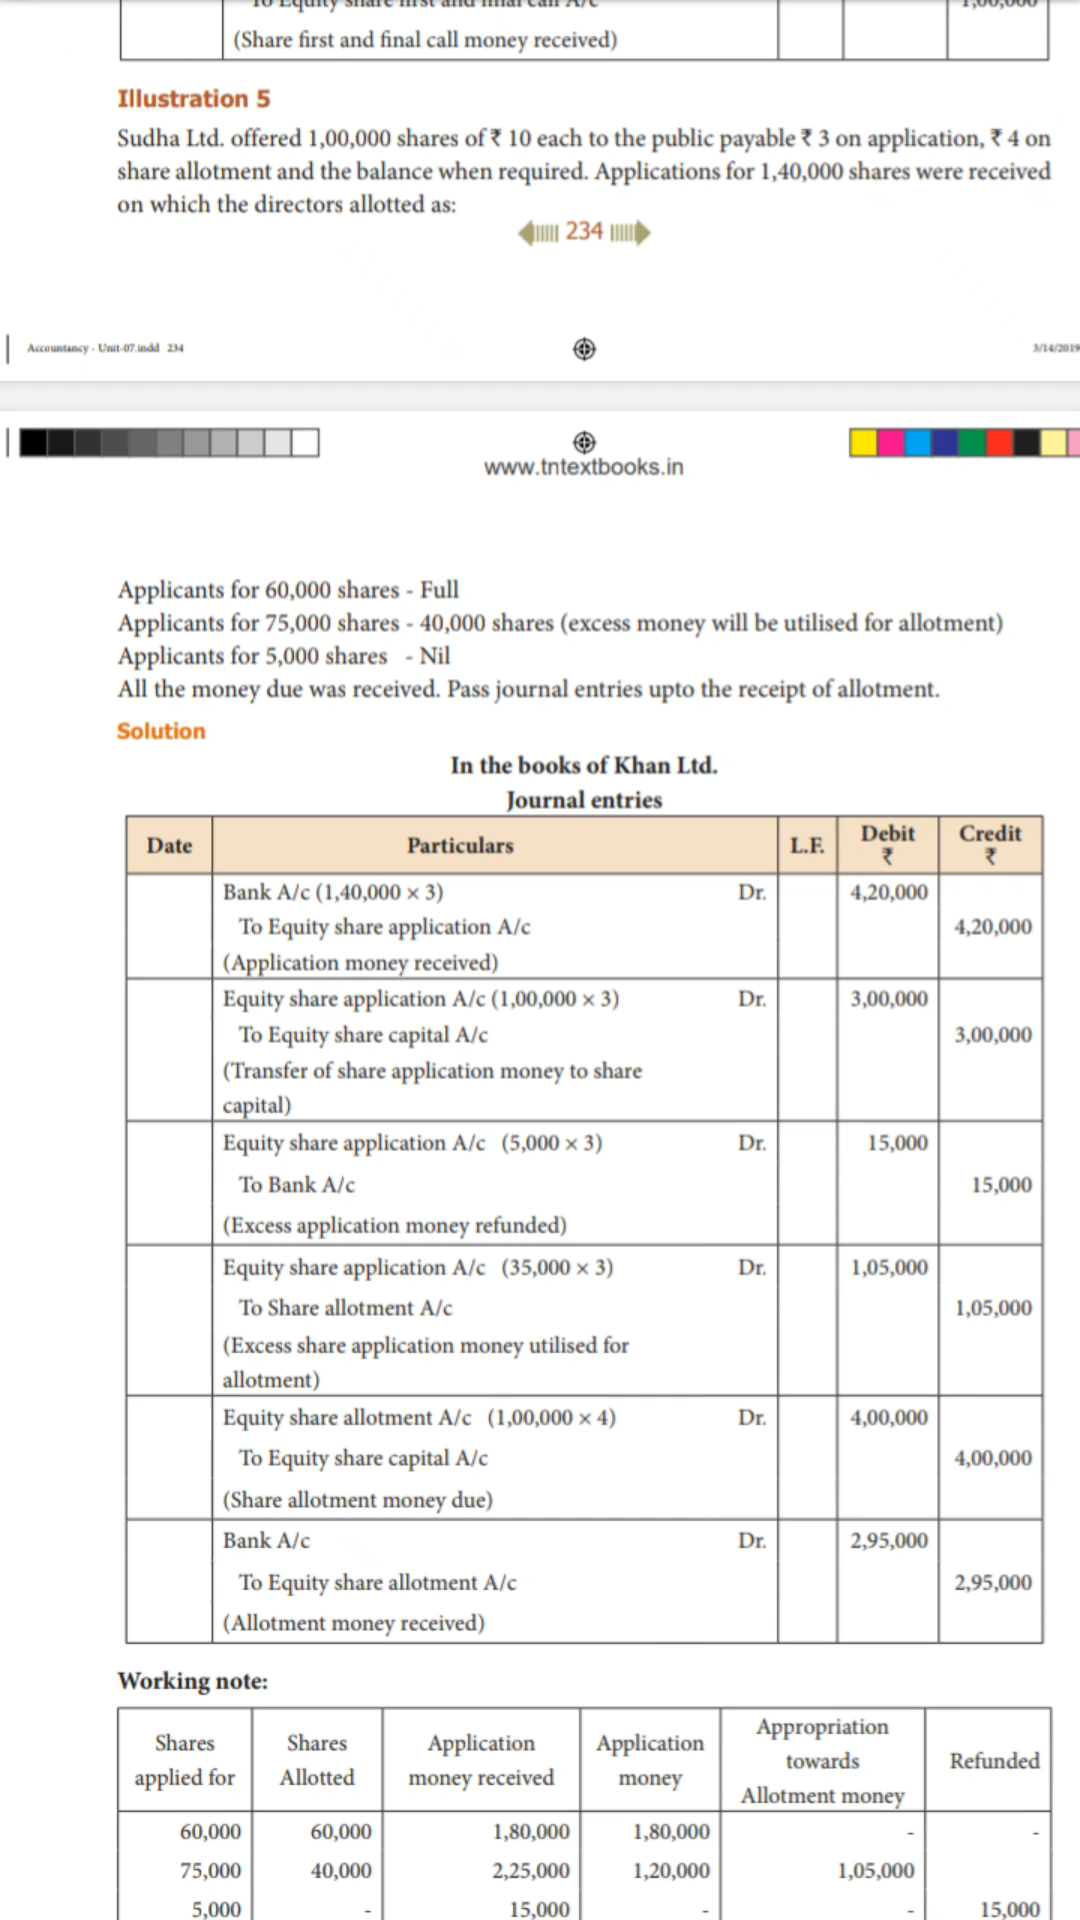 To Equity share first and final call A/c 1,00,000
(Share first and final call money received)
Illustration 5
Sudha Ltd. offered 1,00,000 shares of ₹ 10 each to the public payable ₹ 3 on application, ₹ 4 on
share allotment and the balance when required. Applications for 1,40,000 shares were received
on which the directors allotted as:
234
Accountancy - Unit-07.indd 234 3/14/2019
www.tntextbooks.in
Applicants for 60,000 shares - Full
Applicants for 75,000 shares - 40,000 shares (excess money will be utilised for allotment)
Applicants for 5,000 shares - Nil
All the money due was received. Pass journal entries upto the receipt of allotment.
Solution
In the books of Khan Ltd.
Journal entries
Date Particulars L.F. Debit ₹ Credit ₹
Bank A/c (1,40,000 × 3) Dr. 4,20,000
To Equity share application A/c 4,20,000
(Application money received)
Equity share application A/c (1,00,000 × 3) Dr. 3,00,000
To Equity share capital A/c 3,00,000
(Transfer of share application money to share
capital)
Equity share application A/c (5,000 × 3) Dr. 15,000
To Bank A/c 15,000
(Excess application money refunded)
Equity share application A/c (35,000 × 3) Dr. 1,05,000
To Share allotment A/c 1,05,000
(Excess share application money utilised for
allotment)
Equity share allotment A/c (1,00,000 × 4) Dr. 4,00,000
To Equity share capital A/c 4,00,000
(Share allotment money due)
Bank A/c Dr. 2,95,000
To Equity share allotment A/c 2,95,000
(Allotment money received)
Working note:
Shares applied for Shares Allotted Application money received Application money Appropriation towards Allotment money Refunded
60,000 60,000 1,80,000 1,80,000 - -
75,000 40,000 2,25,000 1,20,000 1,05,000
5,000 - 15,000 - - 15,000